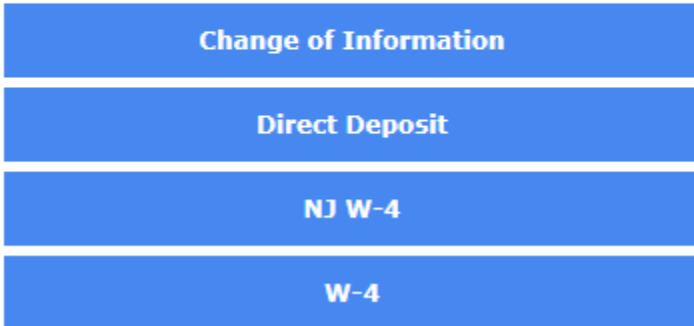 Change of Information
Direct Deposit
NJ W-4
W-4